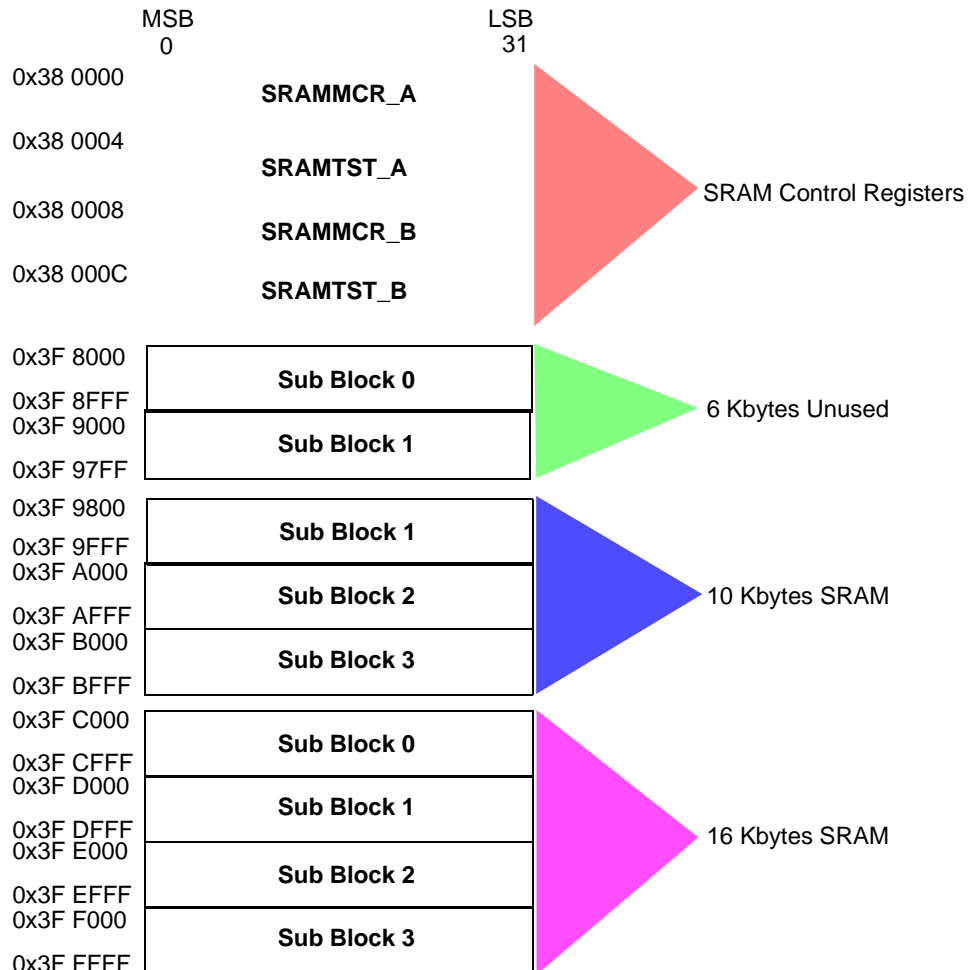 MSB LSB
0 31
0x38 0000
SRAMMCR_A
0x38 0004
SRAMTST_A
SRAM Control Registers
0x38 0008
SRAMMCR_B
0x38 000C
SRAMTST_B
0x3F 8000
Sub Block 0
0x3F 8FFF
6 Kbytes Unused
0x3F 9000
Sub Block 1
0x3F 97FF
0x3F 9800
Sub Block 1
0x3F 9FFF
0x3F A000
Sub Block 2
10 Kbytes SRAM
0x3F AFFF
0x3F B000
Sub Block 3
0x3F BFFF
0x3F C000
Sub Block 0
0x3F CFFF
0x3F D000
Sub Block 1
0x3F DFFF
16 Kbytes SRAM
0x3F E000
Sub Block 2
0x3F EFFF
0x3F F000
Sub Block 3
0x3F FFFF